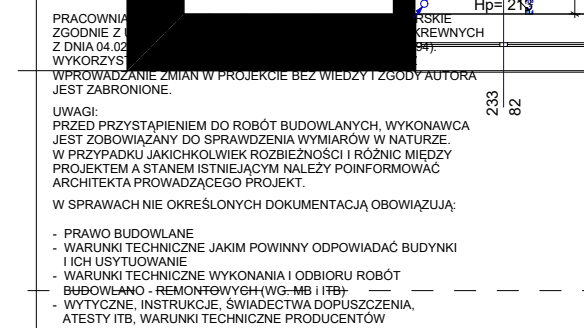 Hp= 213
PRACOWNIA RSKIE
ZGODNIE Z U KREWNYCH
Z DNIA 04.02 94).
WYKORZYST
WPROWADZANIE ZMIAN W PROJEKCIE BEZ WIEDZY I ZGODY AUTORA
JEST ZABRONIONE.
UWAGI:
PRZED PRZYSTĄPIENIEM DO ROBÓT BUDOWLANYCH, WYKONAWCA
JEST ZOBOWIĄZANY DO SPRAWDZENIA WYMIARÓW W NATURZE.
W PRZYPADKU JAKICHKOLWIEK ROZBIEŻNOŚCI I RÓŻNIC MIĘDZY
PROJEKTEM A STANEM ISTNIEJĄCYM NALEŻY POINFORMOWAĆ
ARCHITEKTA PROWADZĄCEGO PROJEKT.
W SPRAWACH NIE OKREŚLONYCH DOKUMENTACJĄ OBOWIĄZUJĄ:
- PRAWO BUDOWLANE
- WARUNKI TECHNICZNE JAKIM POWINNY ODPOWIADAĆ BUDYNKI
I ICH USYTUOWANIE
- WARUNKI TECHNICZNE WYKONANIA I ODBIORU ROBÓT
BUDOWLANO - REMONTOWYCH (WG. MB i ITB)
- WYTYCZNE, INSTRUKCJE, ŚWIADECTWA DOPUSZCZENIA,
ATESTY ITB, WARUNKI TECHNICZNE PRODUCENTÓW
233
82